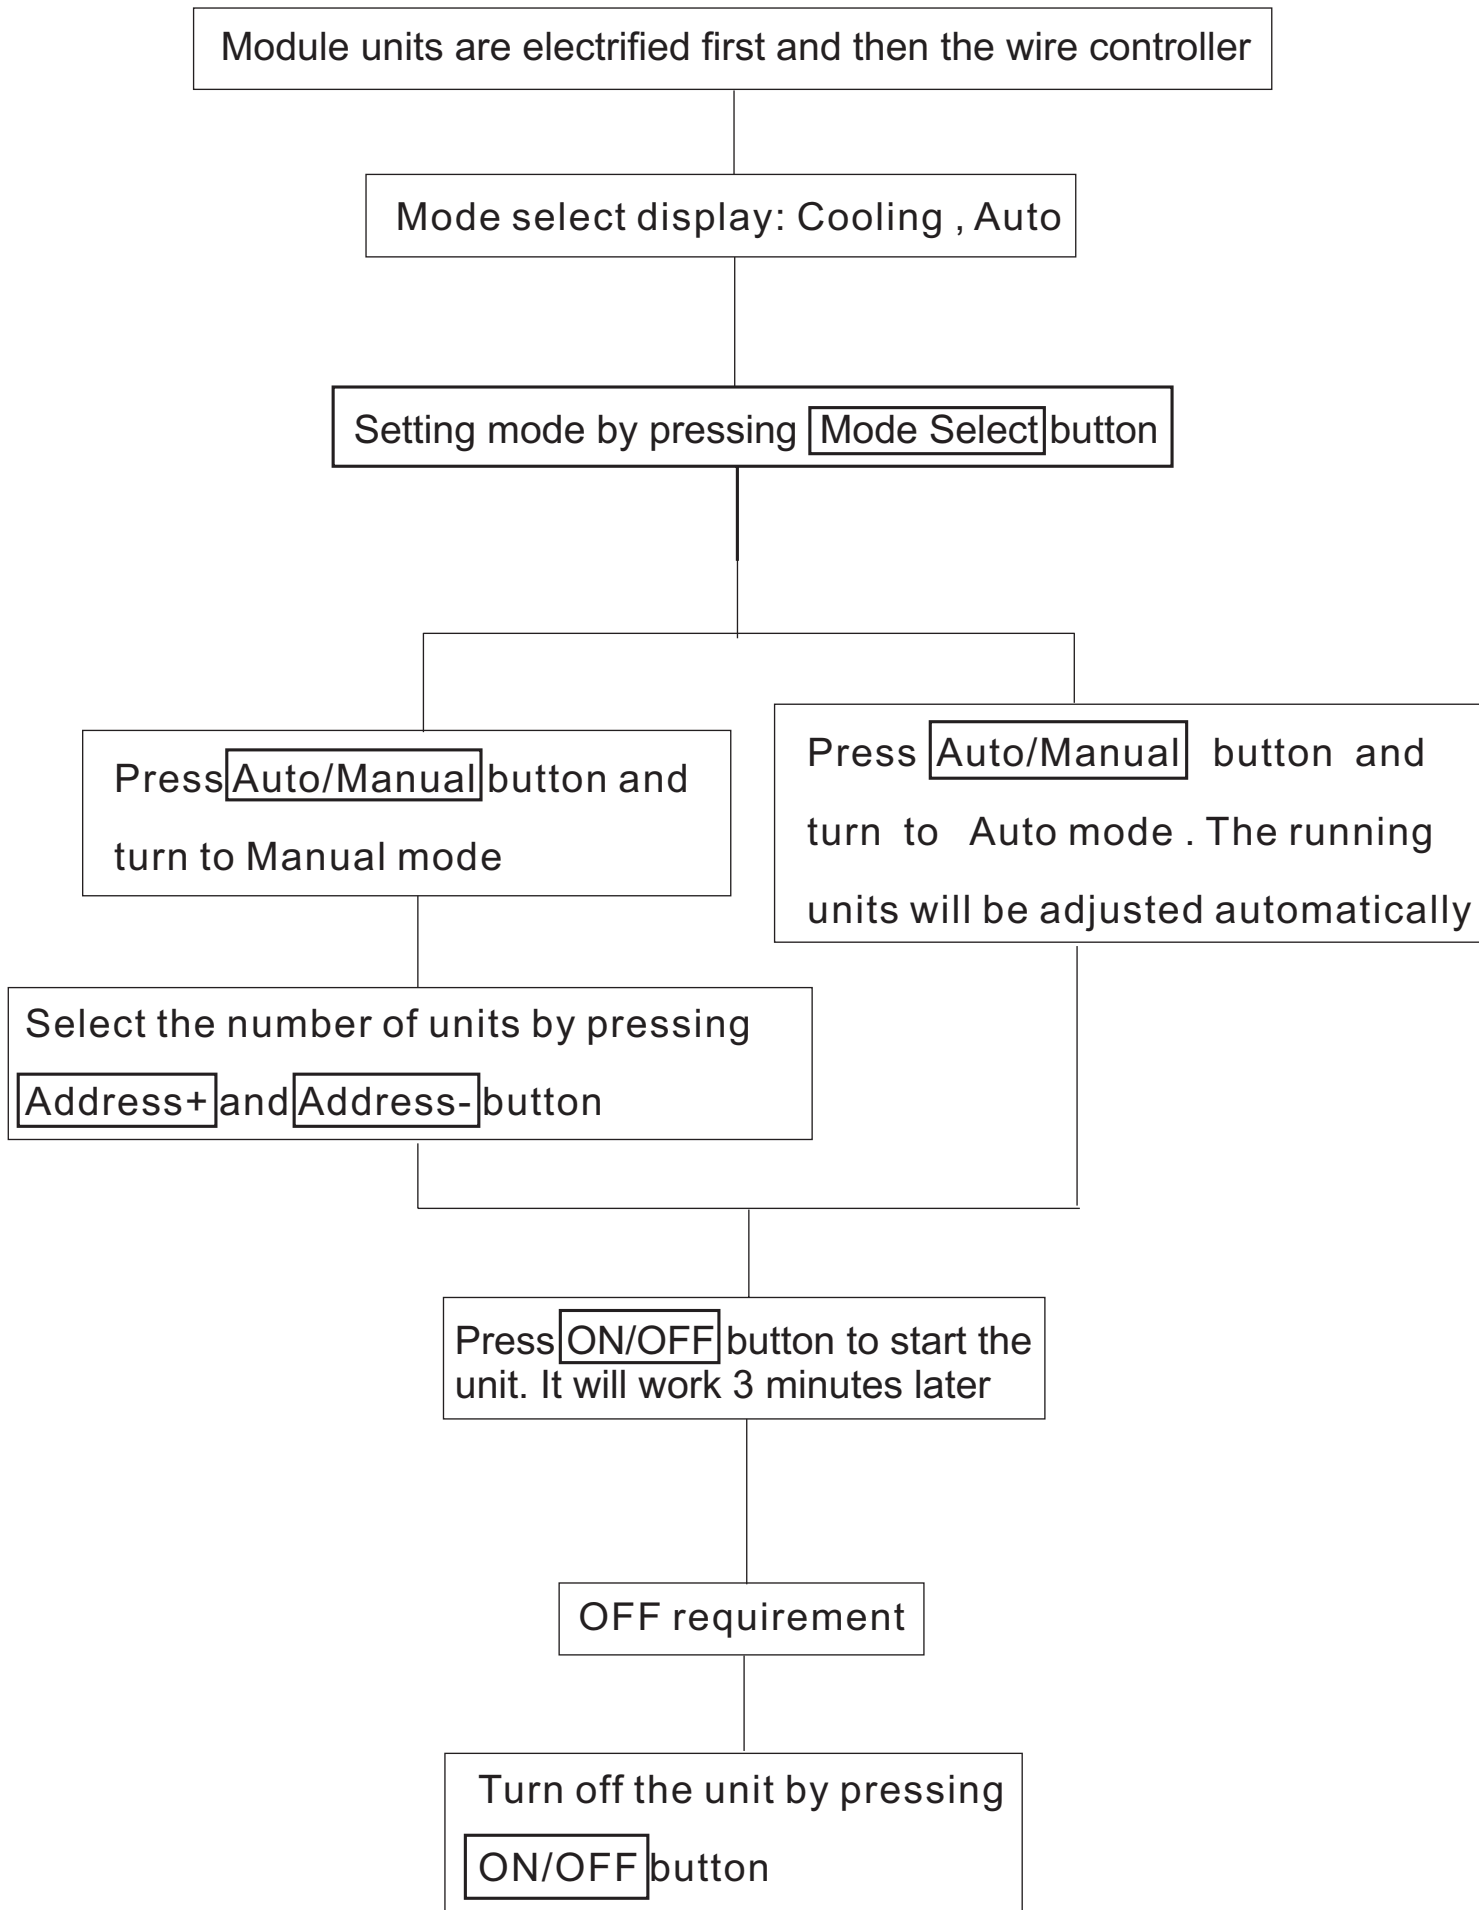 Module units are electrified first and then the wire controller
Mode select display: Cooling , Auto
Setting mode by pressing Mode Select button
Press Auto/Manual button and
turn to Manual mode
Press Auto/Manual button and
turn to Auto mode . The running
units will be adjusted automatically
Select the number of units by pressing
Address+ and Address- button
Press ON/OFF button to start the
unit. It will work 3 minutes later
OFF requirement
Turn off the unit by pressing
ON/OFF button